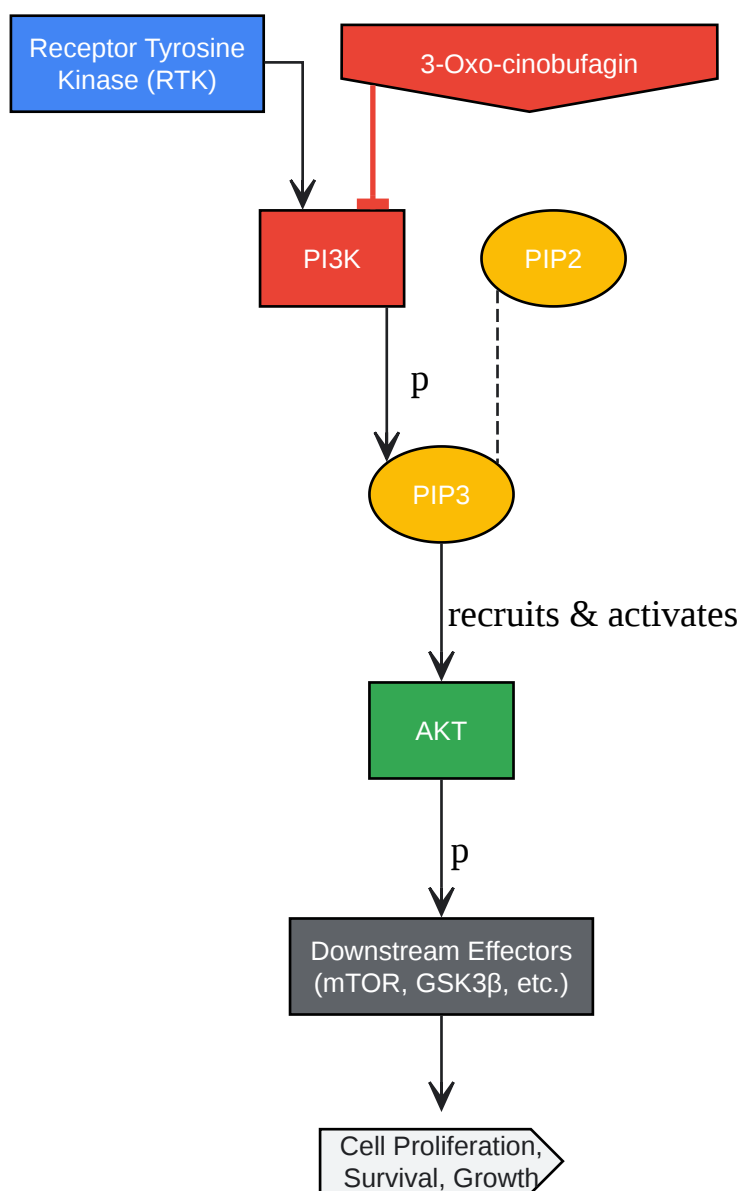 Receptor Tyrosine
Kinase (RTK)
3-Oxo-cinobufagin
PI3K
PIP2
p
PIP3
recruits & activates
AKT
p
Downstream Effectors
(mTOR, GSK3β, etc.)
Cell Proliferation,
Survival, Growth